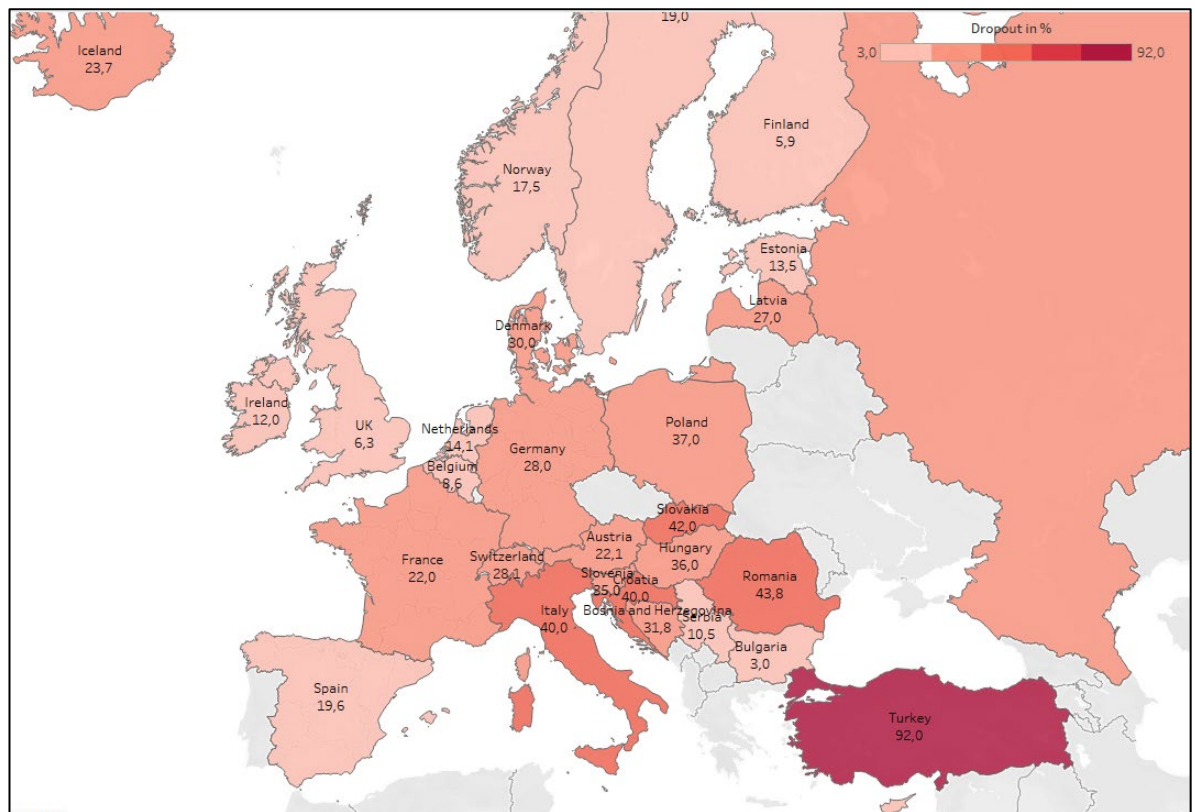 19,0
Dropout in %
3,0
92,0
Iceland
23,7
Finland
5,9
Norway
17,5
Estonia
13,5
Latvia
27,0
Denmark
30,0
Ireland
12,0
UK
6,3
Netherlands
14,1
Belgium
8,6
Germany
28,0
Poland
37,0
Slovakia
42,0
Austria
22,1
Hungary
36,0
France
22,0
Switzerland
28,1
Slovenia
35,0
Croatia
40,0
Romania
43,8
Italy
40,0
Bosnia and Herzegovina
31,8
Serbia
10,5
Bulgaria
3,0
Spain
19,6
Turkey
92,0